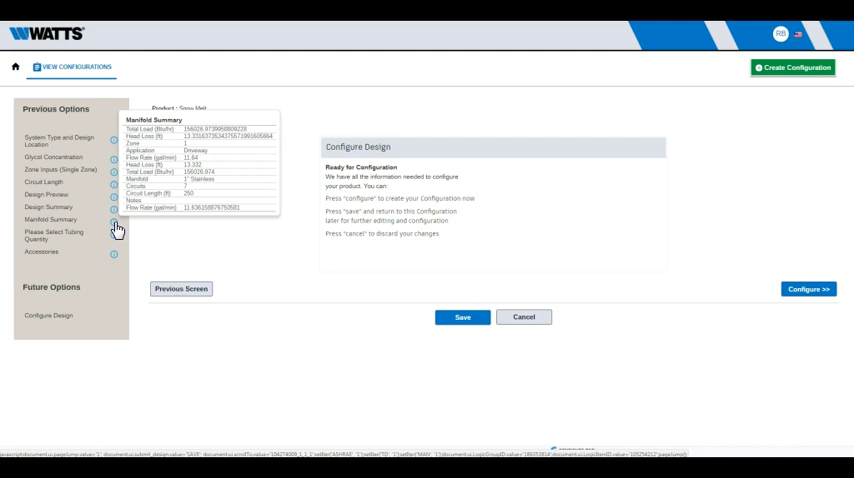 WATTS
RB
VIEW CONFIGURATIONS
Create Configuration
Previous Options
Product : Snow Melt
Manifold Summary
Total Load (Btu/hr) 156026.9739958809228
Head Loss (ft)
Zone 1
Application Driveway
Flow Rate (gal/min) 11.64
Head Loss (ft) 13.332
Total Load (Btu/hr) 156026.974
Manifold 1" Stainless
Circuits 7
Circuit Length (ft) 250
Notes
Flow Rate (gal/min) 11.636158876750581
System Type and Design
Location
Glycol Concentration
Zone Inputs (Single Zone)
Circuit Length
Design Preview
Design Summary
Manifold Summary
Please Select Tubing
Quantity
Accessories
Future Options
Configure Design
Configure Design
Ready for Configuration
We have all the information needed to configure
your product. You can:
Press "configure" to create your Configuration now
Press "save" and return to this Configuration
later for further editing and configuration
Press "cancel" to discard your changes
Previous Screen
Configure >>
Save
Cancel